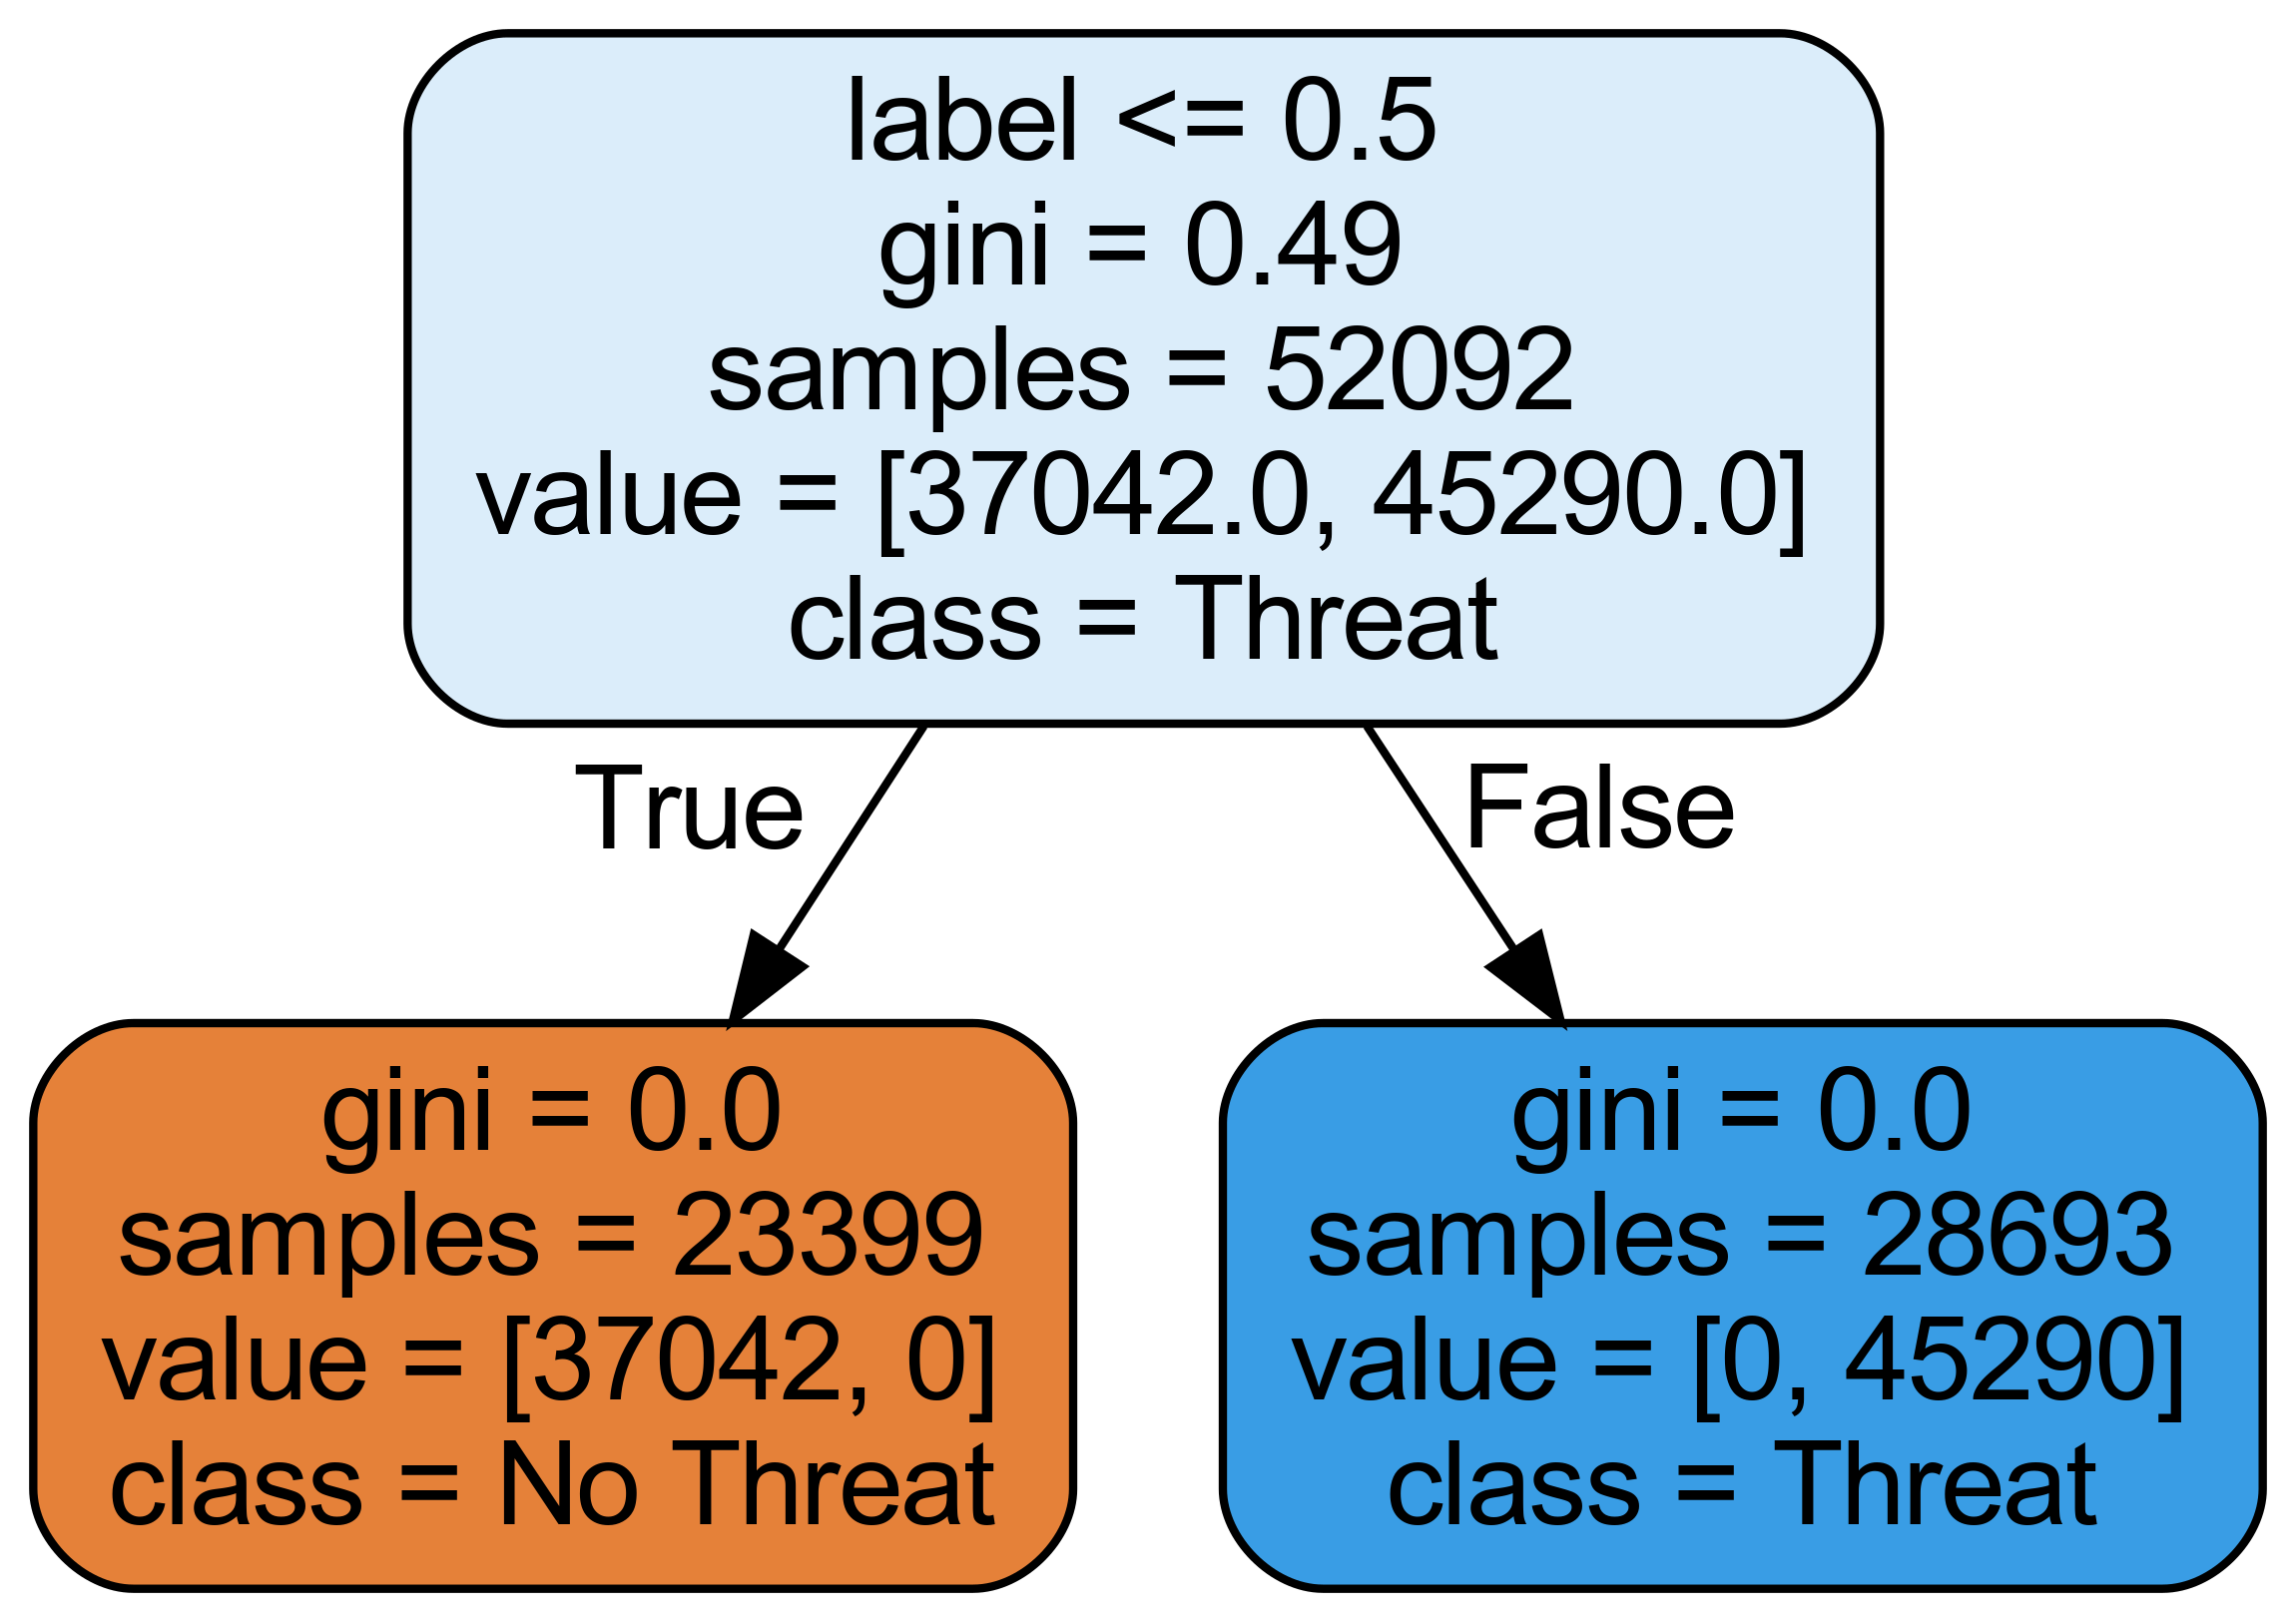 label <= 0.5
gini = 0.49
samples = 52092
value = [37042.0, 45290.0]
class = Threat
True
False
gini = 0.0
samples = 23399
value = [37042, 0]
class = No Threat
gini = 0.0
samples = 28693
value = [0, 45290]
class = Threat